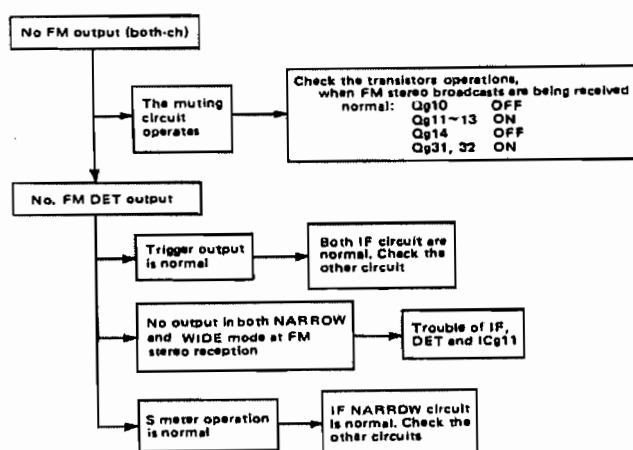 No FM output (both-ch)
The muting
circuit
operates
Check the transistors operations,
when FM stereo broadcasts are being received
normal: Qg10 OFF
Qg11~13 ON
Qg14 OFF
Qg31, 32 ON
No. FM DET output
Trigger output
is normal
Both IF circuit are
normal. Check the
other circuit
No output in both NARROW
and WIDE mode at FM
stereo reception
Trouble of IF,
DET and ICg11
S meter operation
is normal
IF NARROW circuit
is normal. Check the
other circuits